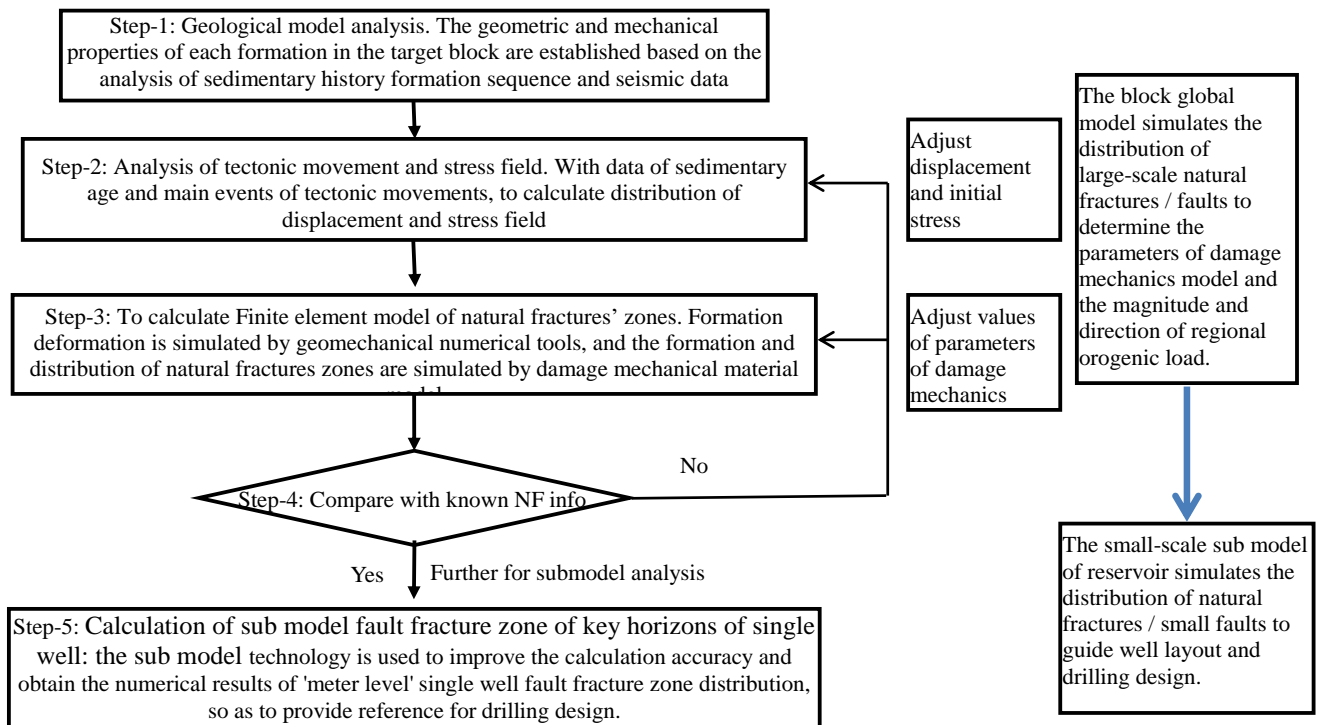 Step-1: Geological model analysis. The geometric and mechanical
properties of each formation in the target block are established based on the
analysis of sedimentary history formation sequence and seismic data
Step-2: Analysis of tectonic movement and stress field. With data of sedimentary
age and main events of tectonic movements, to calculate distribution of
displacement and stress field
Step-3: To calculate Finite element model of natural fractures’ zones. Formation
deformation is simulated by geomechanical numerical tools, and the formation and
distribution of natural fractures zones are simulated by damage mechanical material
Step-4: Compare with known NF info
No
Yes
Further for submodel analysis
Step-5: Calculation of sub model fault fracture zone of key horizons of single
well: the sub model technology is used to improve the calculation accuracy and
obtain the numerical results of 'meter level' single well fault fracture zone distribution,
so as to provide reference for drilling design.
Adjust
displacement
and initial
stress
Adjust values
of parameters
of damage
mechanics
The block global
model simulates the
distribution of
large-scale natural
fractures / faults to
determine the
parameters of damage
mechanics model and
the magnitude and
direction of regional
orogenic load.
The small-scale sub model
of reservoir simulates the
distribution of natural
fractures / small faults to
guide well layout and
drilling design.